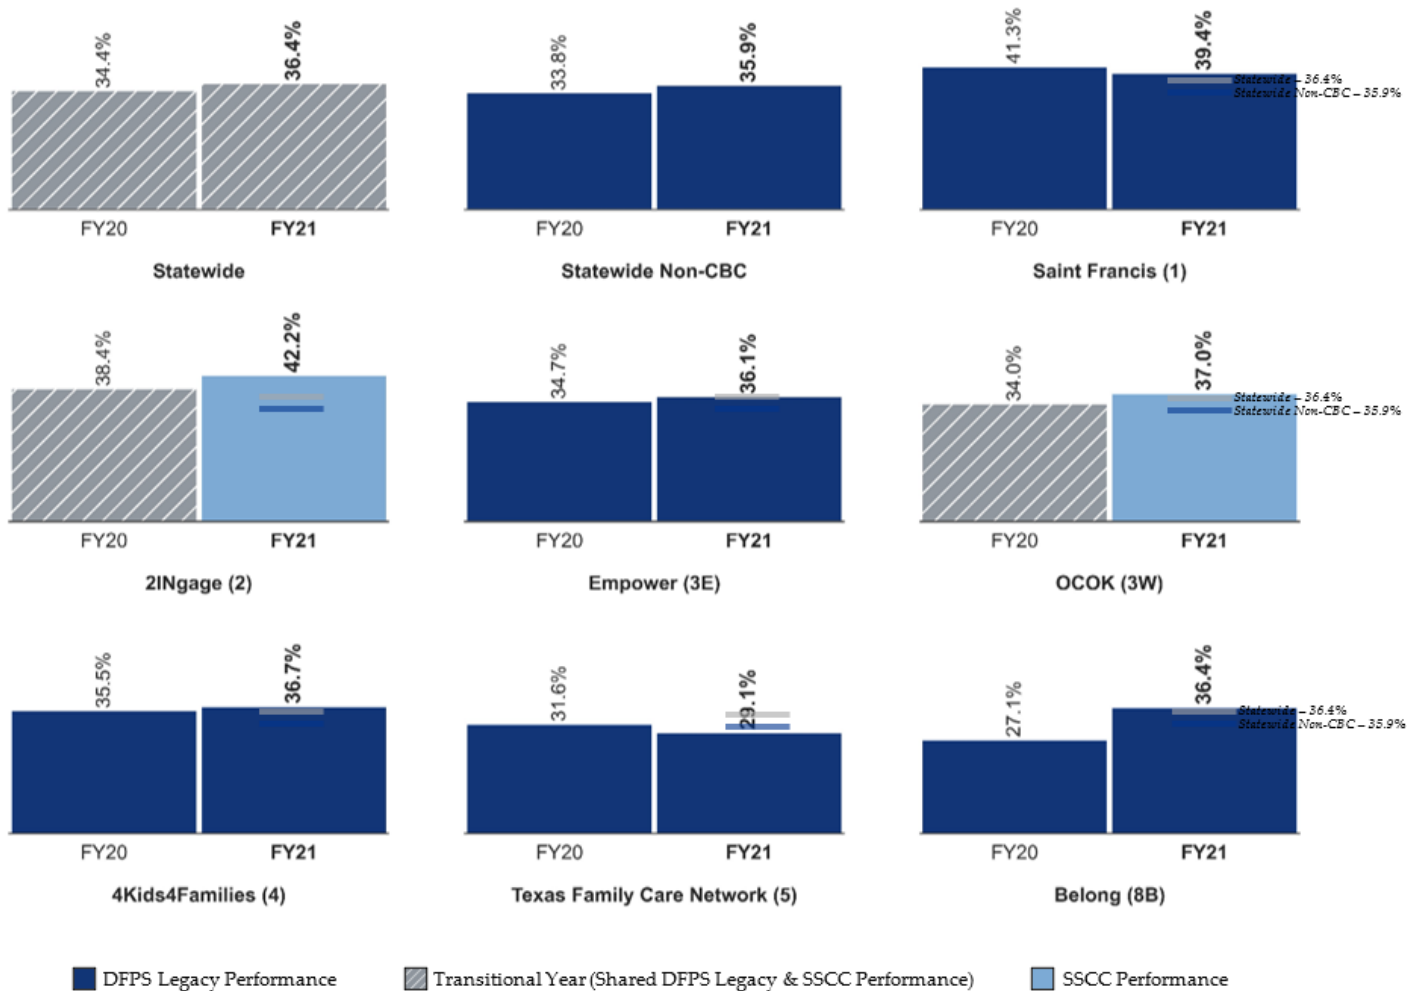 34.4%
36.4%
FY20
FY21
Statewide
33.8%
35.9%
FY20
FY21
Statewide Non-CBC
41.3%
39.4%
Statewide – 36.4%
Statewide Non-CBC – 35.9%
FY20
FY21
Saint Francis (1)
38.4%
42.2%
FY20
FY21
2INgage (2)
34.7%
36.1%
FY20
FY21
Empower (3E)
34.0%
37.0%
Statewide – 36.4%
Statewide Non-CBC – 35.9%
FY20
FY21
OCOK (3W)
35.5%
36.7%
FY20
FY21
4Kids4Families (4)
31.6%
29.1%
FY20
FY21
Texas Family Care Network (5)
27.1%
36.4%
Statewide – 36.4%
Statewide Non-CBC – 35.9%
FY20
FY21
Belong (8B)
DFPS Legacy Performance
Transitional Year (Shared DFPS Legacy & SSCC Performance)
SSCC Performance